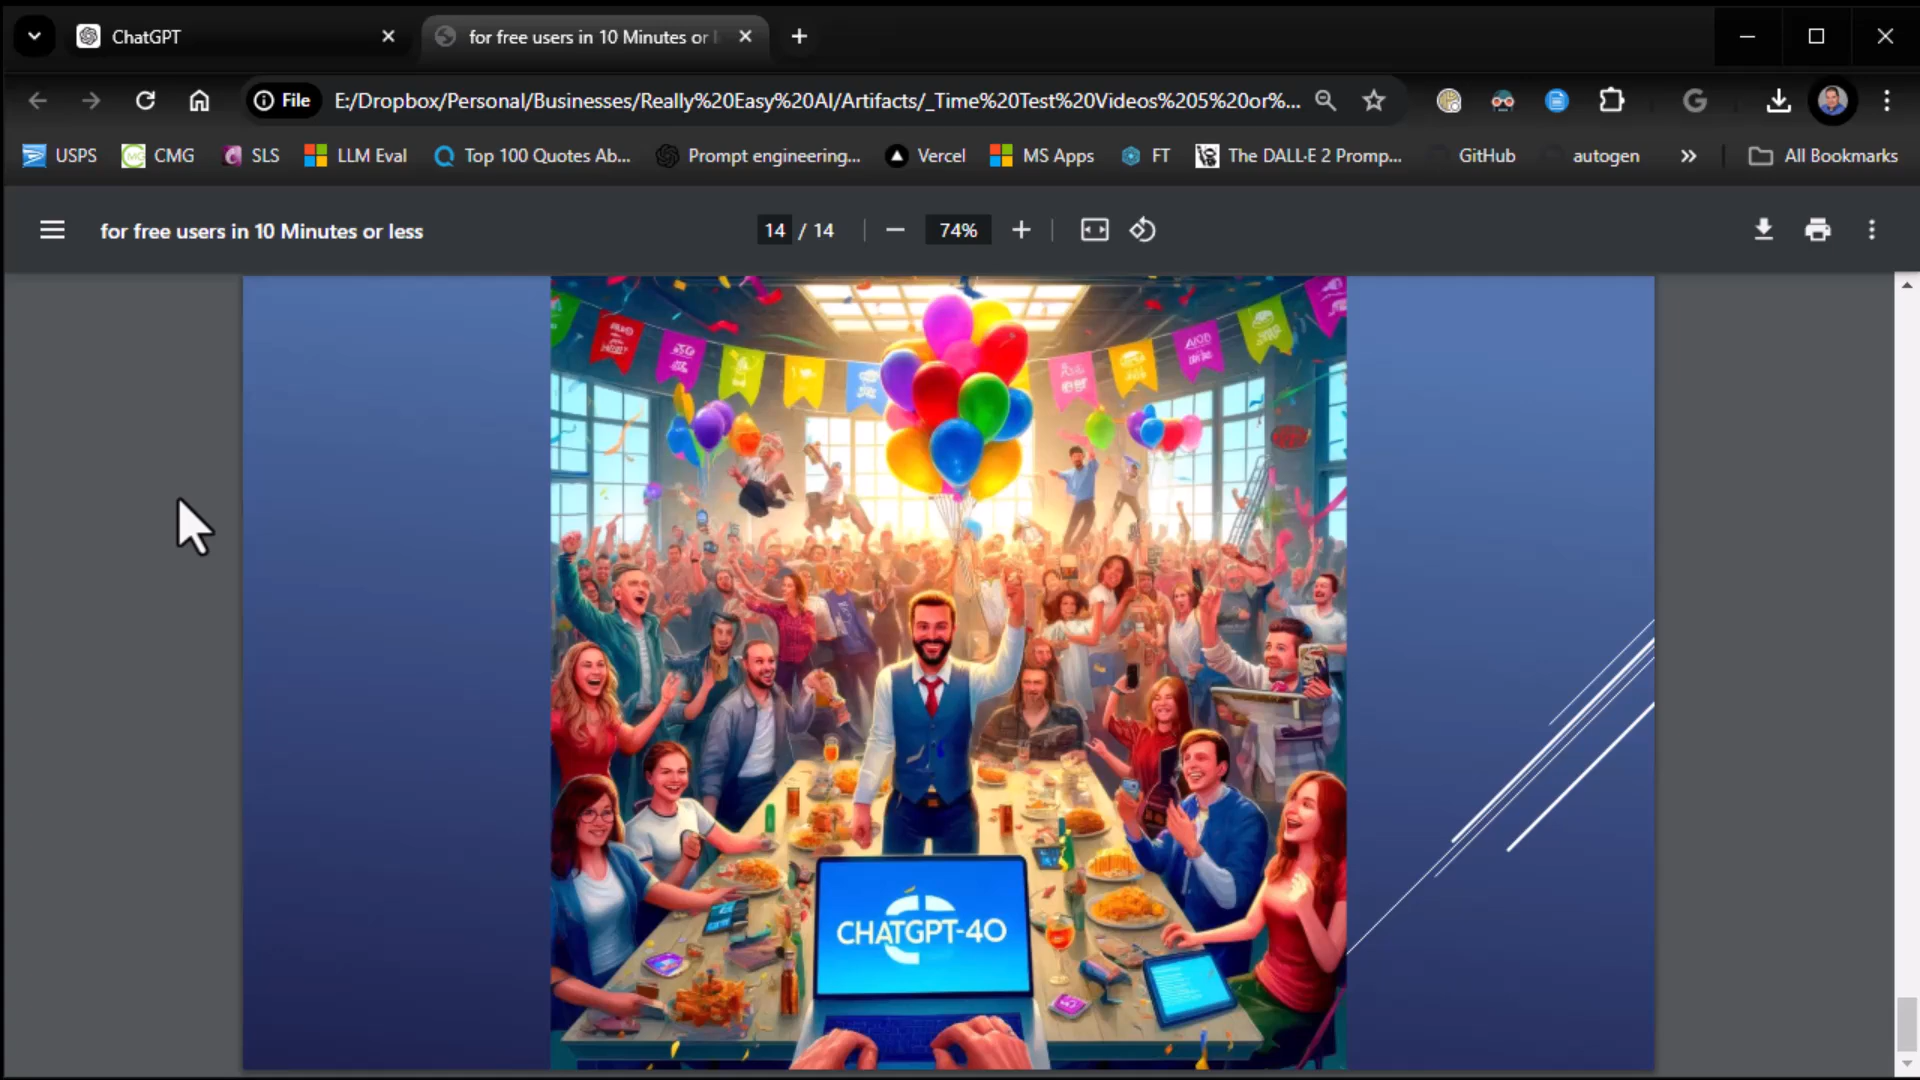 ChatGPT
for free users in 10 Minutes or
File
E:/Dropbox/Personal/Businesses/Really%20Easy%20AI/Artifacts/_Time%20Test%20Videos%205%20or%...
USPS
CMG
SLS
LLM Eval
Top 100 Quotes Ab...
Prompt engineering...
Vercel
MS Apps
FT
The DALL·E 2 Promp...
GitHub
autogen
All Bookmarks
for free users in 10 Minutes or less
14 / 14
74%
CHATGPT-4O